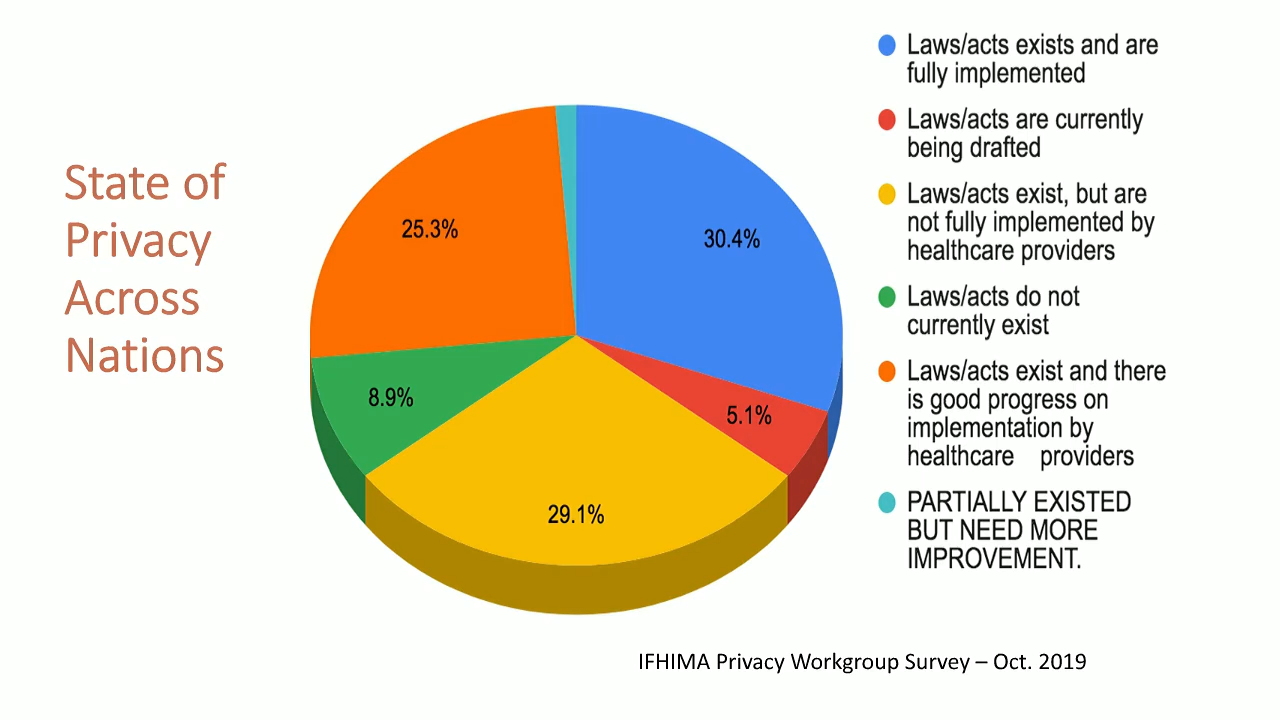 State of
Privacy
Across
Nations
25.3%
30.4%
8.9%
5.1%
29.1%
Laws/acts exists and are
fully implemented
Laws/acts are currently
being drafted
Laws/acts exist, but are
not fully implemented by
healthcare providers
Laws/acts do not
currently exist
Laws/acts exist and there
is good progress on
implementation by
healthcare providers
PARTIALLY EXISTED
BUT NEED MORE
IMPROVEMENT.
IFHIMA Privacy Workgroup Survey – Oct. 2019